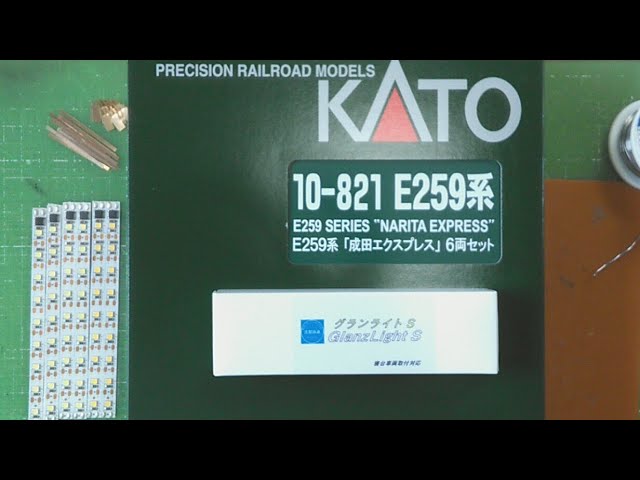 PRECISION RAILROAD MODELS
KATO
10-821 E259系
E259 SERIES "NARITA EXPRESS"
E259系「成田エクスプレス」6両セット
グランライト S
GlanzLight S